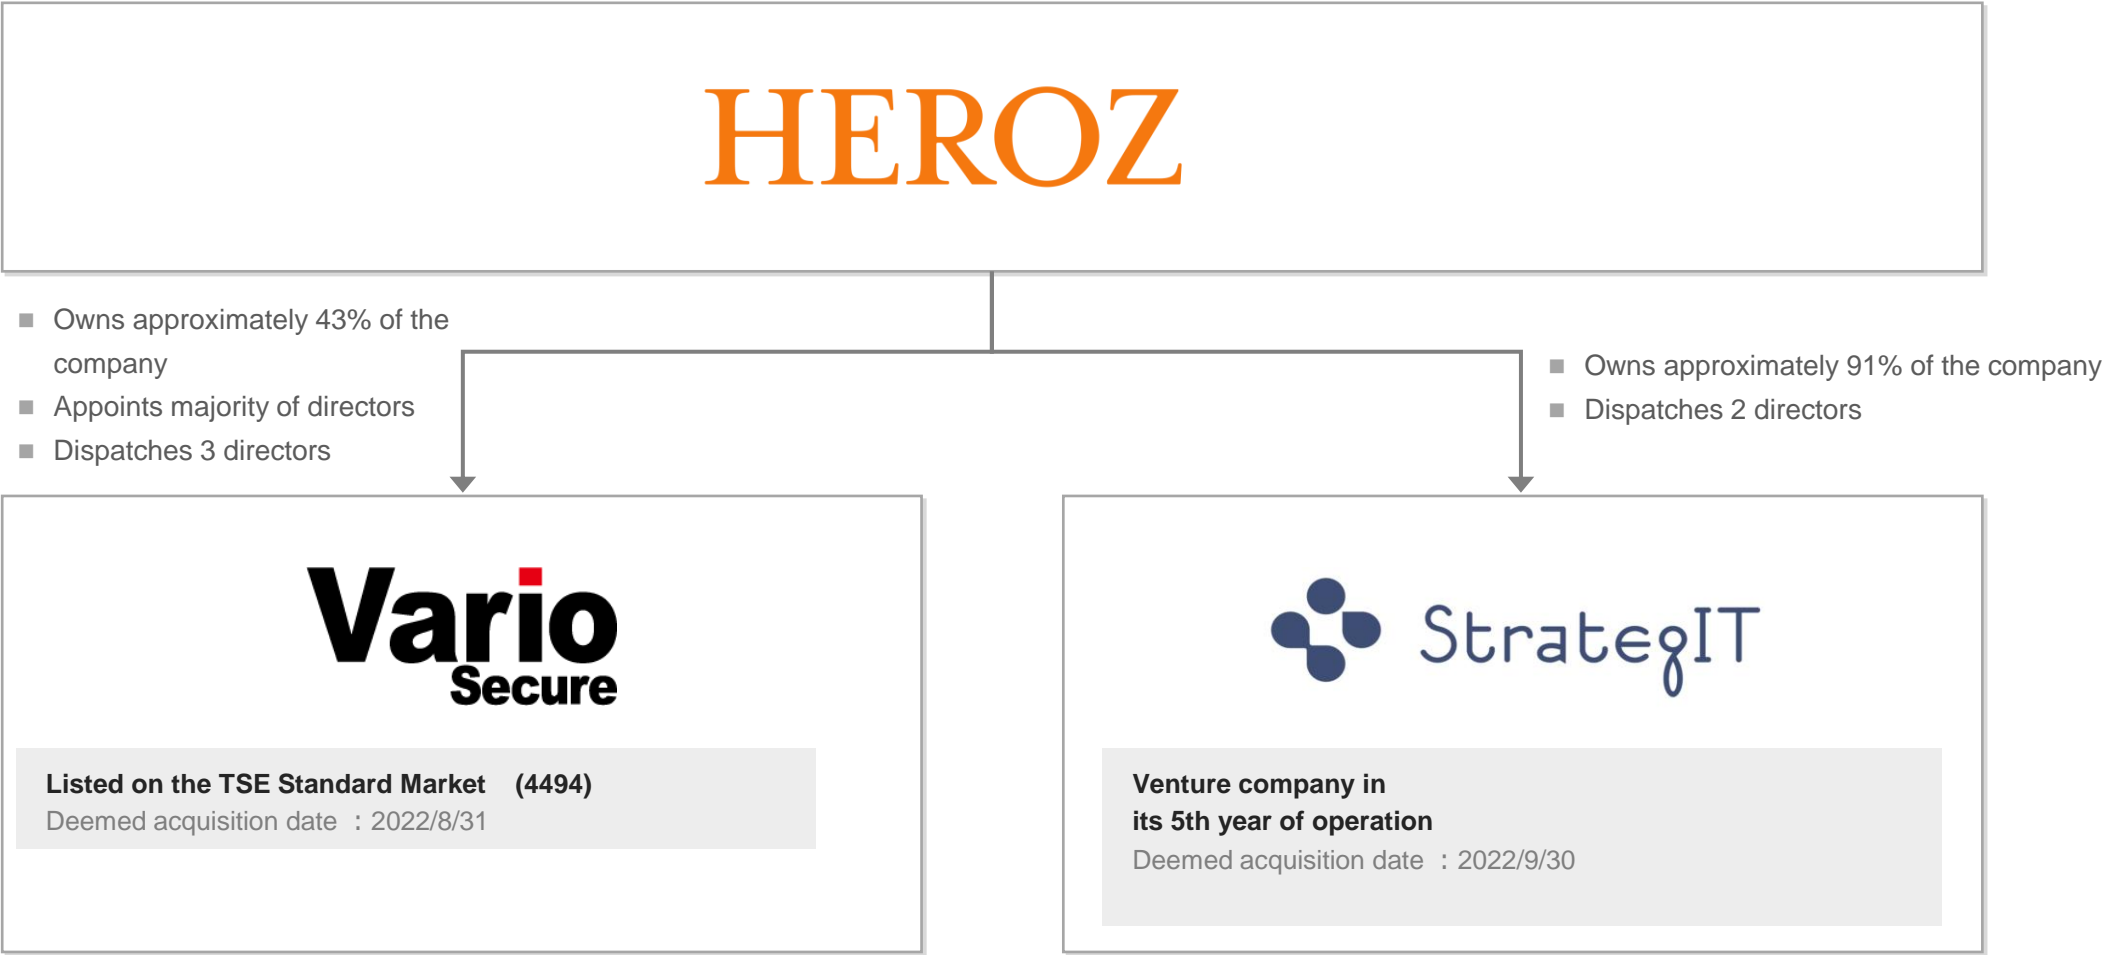 HEROZ
Owns approximately 43% of the
company
Appoints majority of directors
Dispatches 3 directors
Owns approximately 91% of the company
Dispatches 2 directors
Vario
Secure
Listed on the TSE Standard Market (4494)
Deemed acquisition date : 2022/8/31
StrategIT
Venture company in
its 5th year of operation
Deemed acquisition date : 2022/9/30